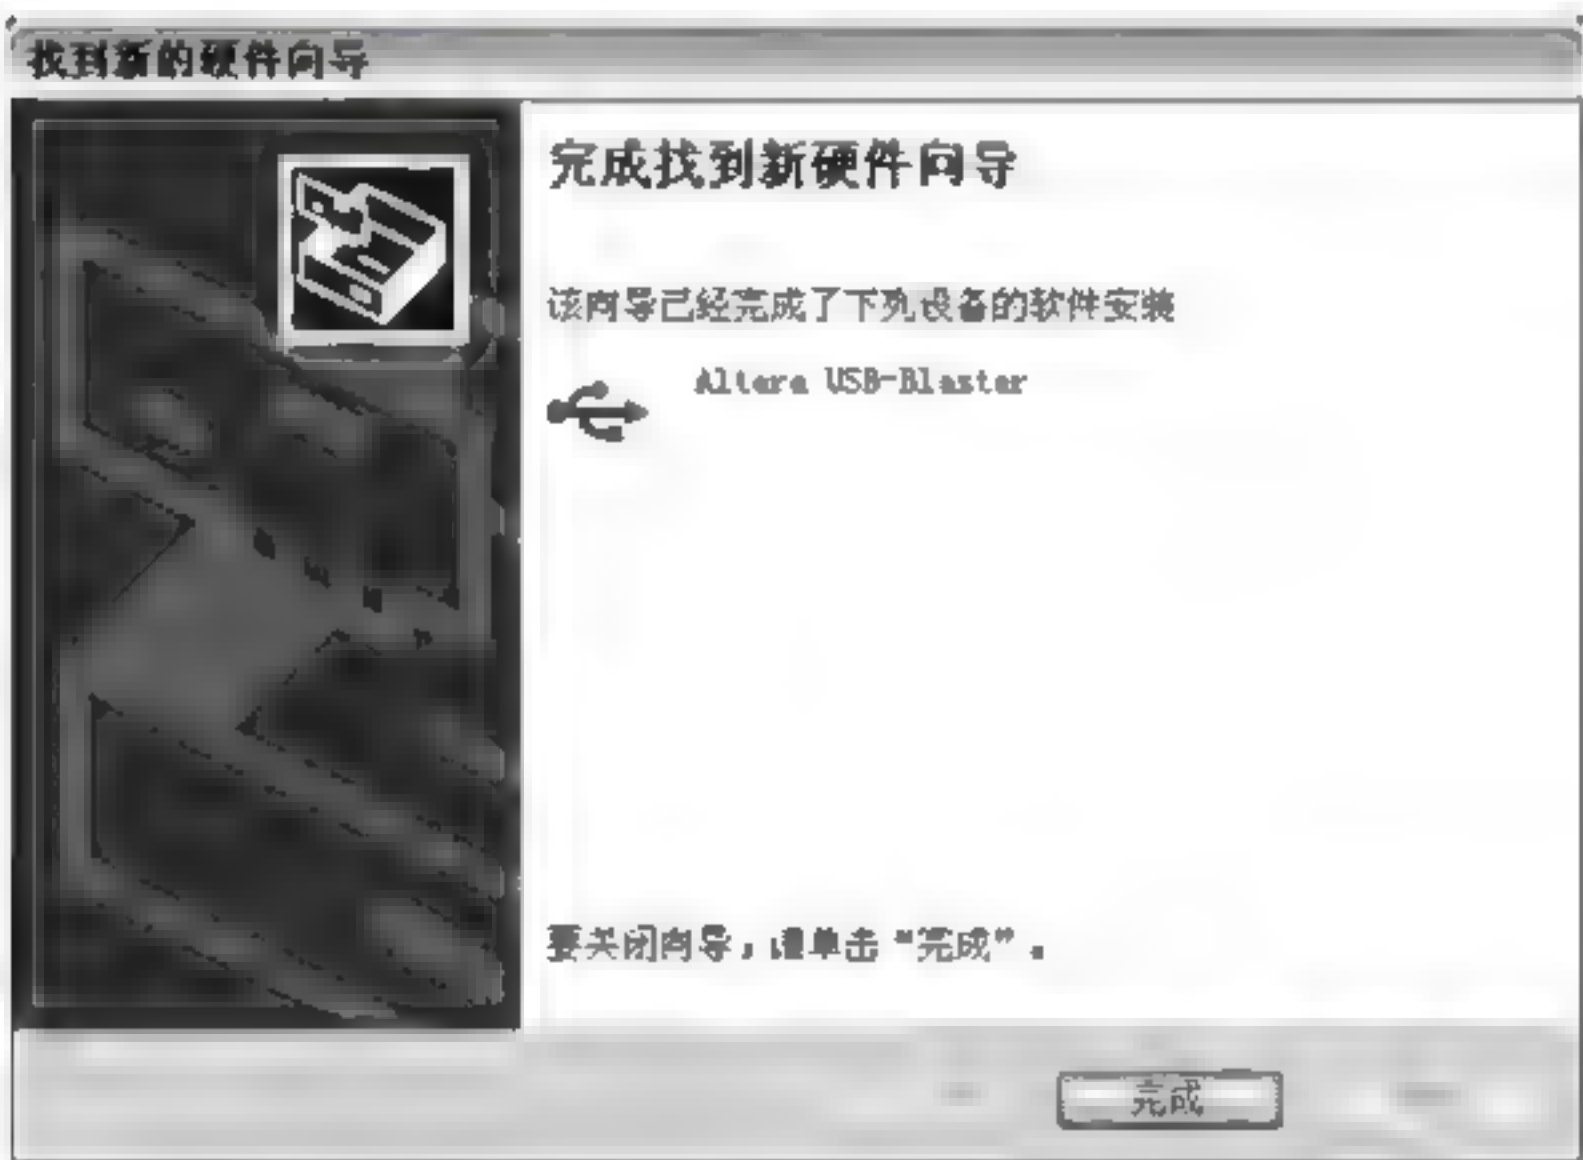 找到新的硬件向导
完成找到新硬件向导
该向导已经完成了下列设备的软件安装
Altera USB-Blaster
要关闭向导，请单击“完成”。
完成